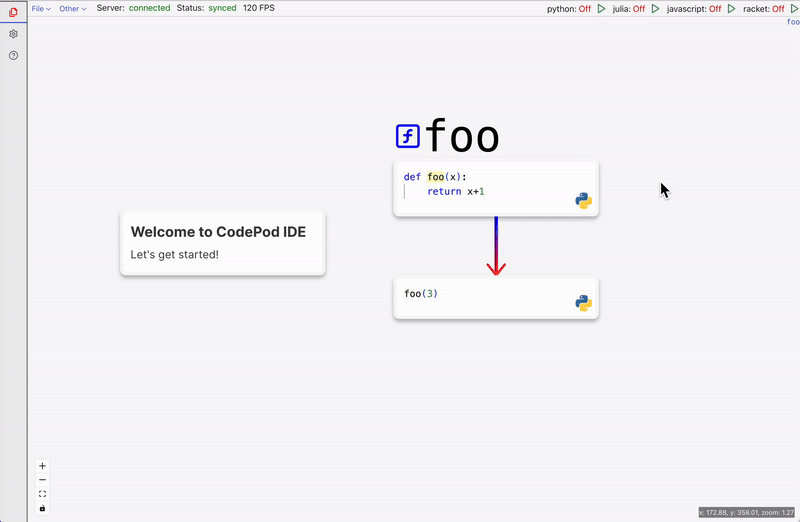 File Other Server: connected Status: synced 120 FPS python: Off julia: Off javascript: Off racket: Off
foo
foo
def foo(x):
    return x+1
Welcome to CodePod IDE
Let's get started!
foo(3)
x: 172.88, y: 358.01, zoom: 1.27